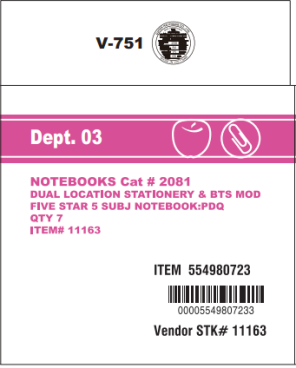 V-751
Dept. 03
NOTEBOOKS Cat # 2081
DUAL LOCATION STATIONERY & BTS MOD
FIVE STAR 5 SUBJ NOTEBOOK:PDQ
QTY 7
ITEM# 11163
ITEM 554980723
00005549807233
Vendor STK# 11163